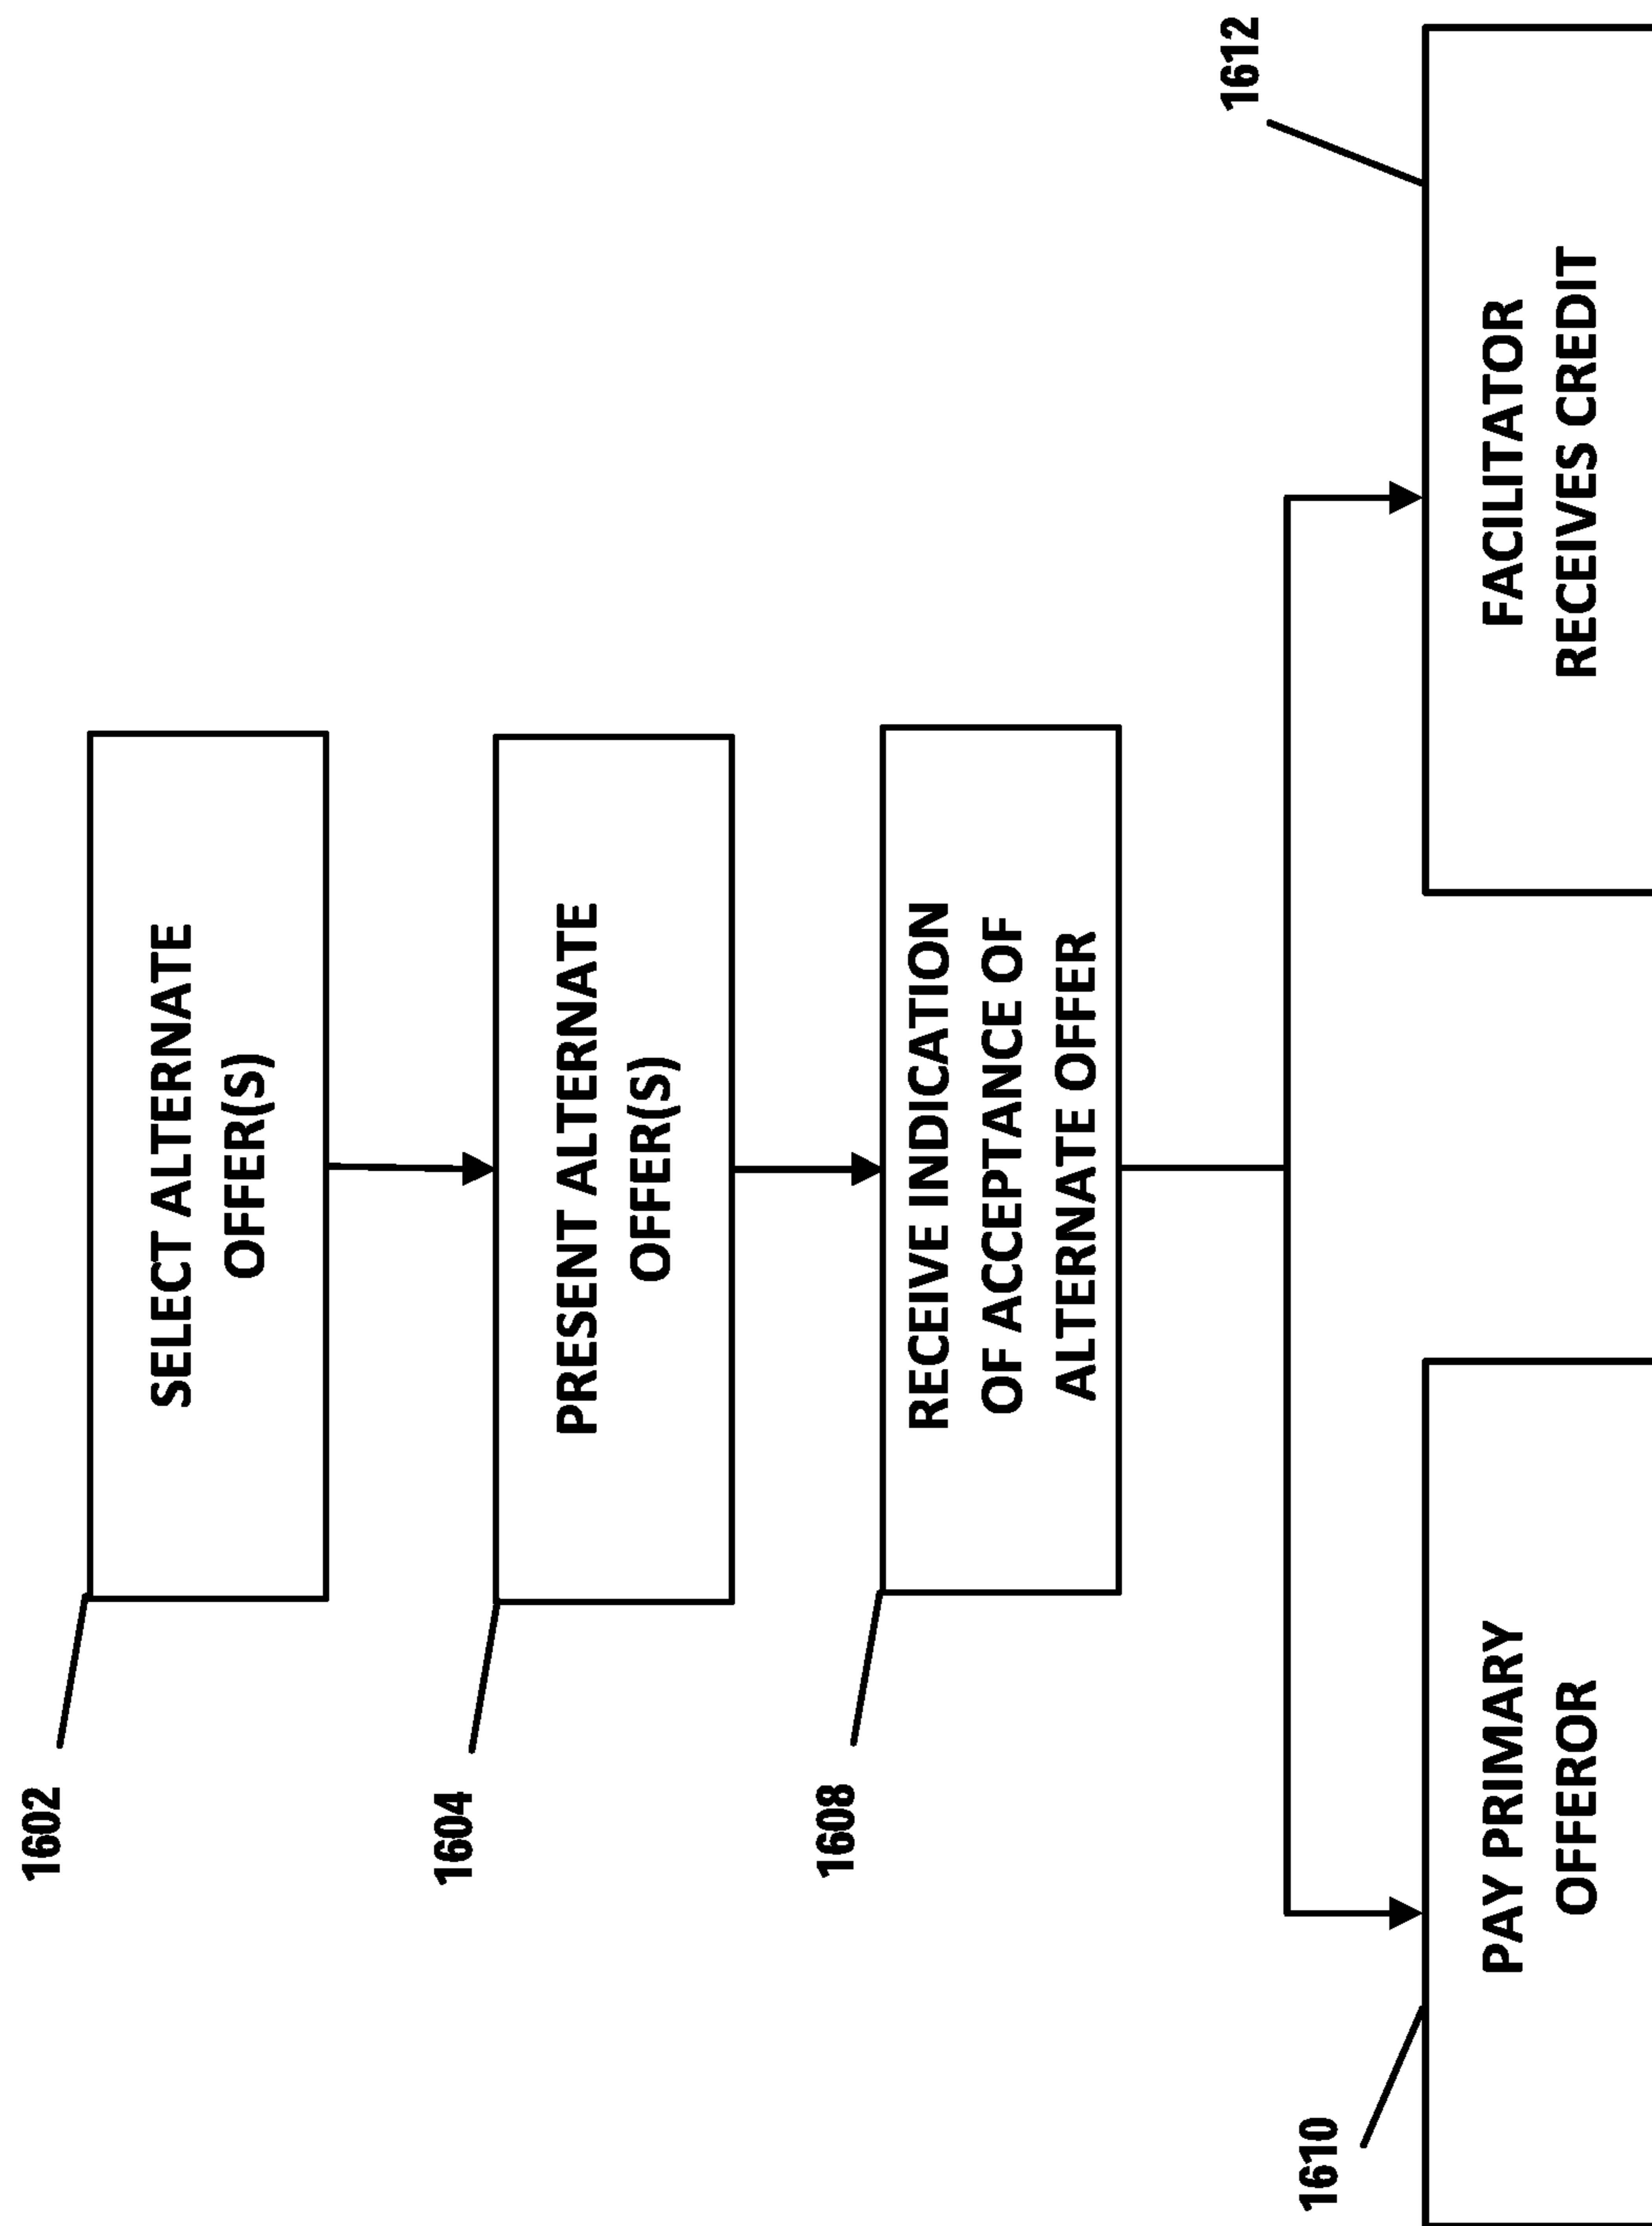 1602
SELECT ALTERNATE
OFFER(S)
1604
PRESENT ALTERNATE
OFFER(S)
1608
RECEIVE INDICATION
OF ACCEPTANCE OF
ALTERNATE OFFER
1610
PAY PRIMARY
OFFEROR
1612
FACILITATOR
RECEIVES CREDIT